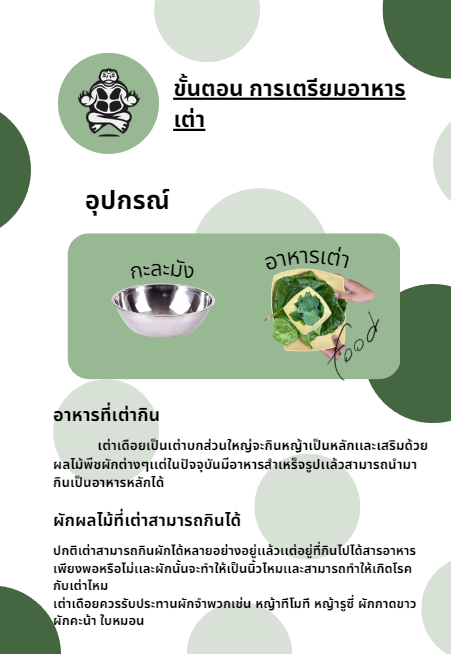 ขั้นตอน การเตรียมอาหาร
เต่า
อุปกรณ์
กะละมัง
อาหารเต่า
food
อาหารที่เต่ากิน
เต่าเดือยเป็นเต่าบกส่วนใหญ่จะกินหญ้าเป็นหลักและเสริมด้วย
ผลไม้พืชผักต่างๆแต่ในปัจจุบันมีอาหารสำเหร็จรูปแล้วสามารถนำมา
กินเป็นอาหารหลักได้
ผักผลไม้ที่เต่าสามารถกินได้
ปกติเต่าสามารถกินผักได้หลายอย่างอยู่แล้วแต่อยู่ที่กินไปได้สารอาหาร
เพียงพอหรือไม่และผักนั้นจะทำให้เป็นนิ้วไหมและสามารถทำให้เกิดโรค
กับเต่าไหม
เต่าเดือยควรรับประทานผักจำพวกเช่น หญ้าทีโมที หญ้ารูซี่ ผักกาดขาว
ผักคะน้า ใบหมอน